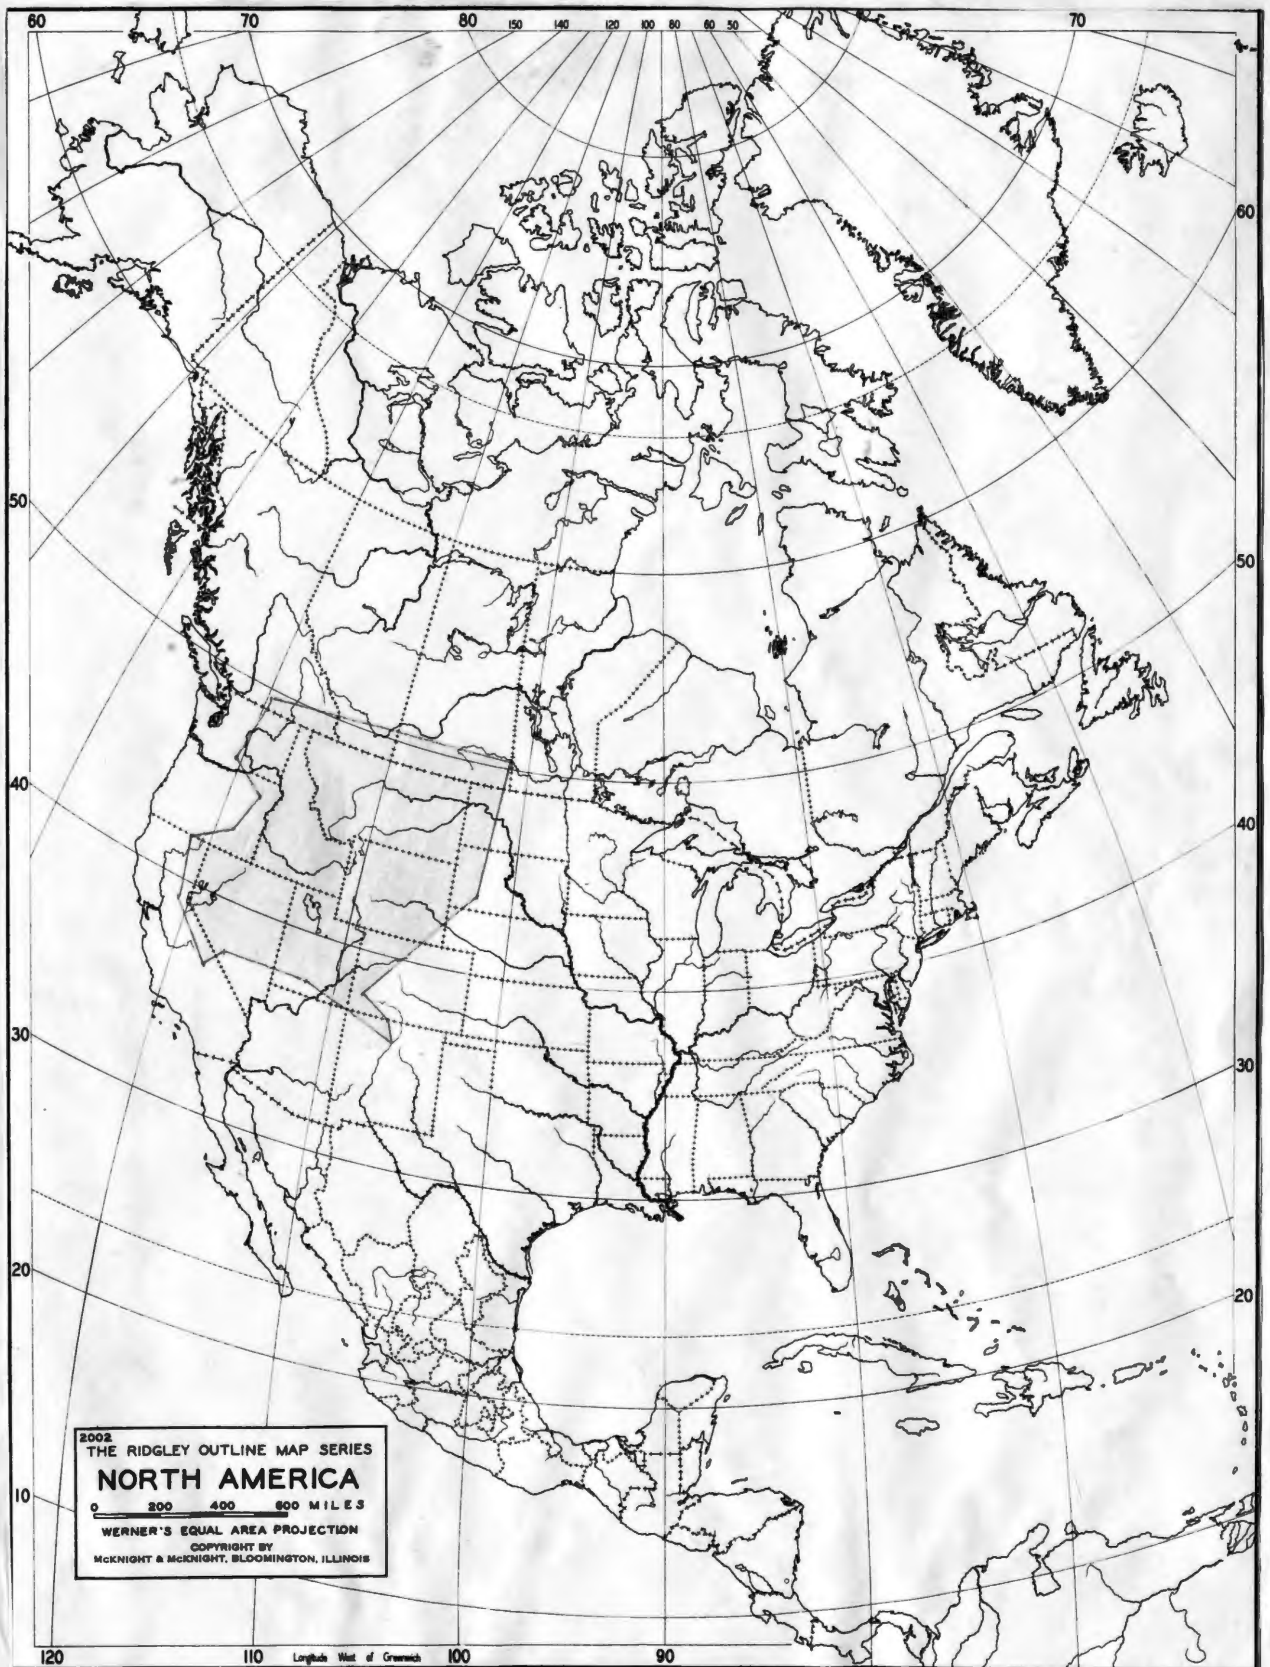 60 70 80 150 140 120 100 80 60 50 70
60
50
50
40
40
30
30
20
20
10
2002
THE RIDGLEY OUTLINE MAP SERIES
NORTH AMERICA
0 200 400 600 MILES
WERNER'S EQUAL AREA PROJECTION
COPYRIGHT BY
McKNIGHT & McKNIGHT, BLOOMINGTON, ILLINOIS
120 110 Longitude West of Greenwich 100 90